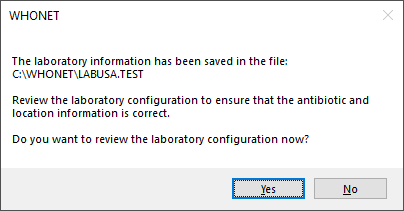 WHONET
The laboratory information has been saved in the file:
C:\WHONET\LABUSA.TEST
Review the laboratory configuration to ensure that the antibiotic and
location information is correct.
Do you want to review the laboratory configuration now?
Yes
No